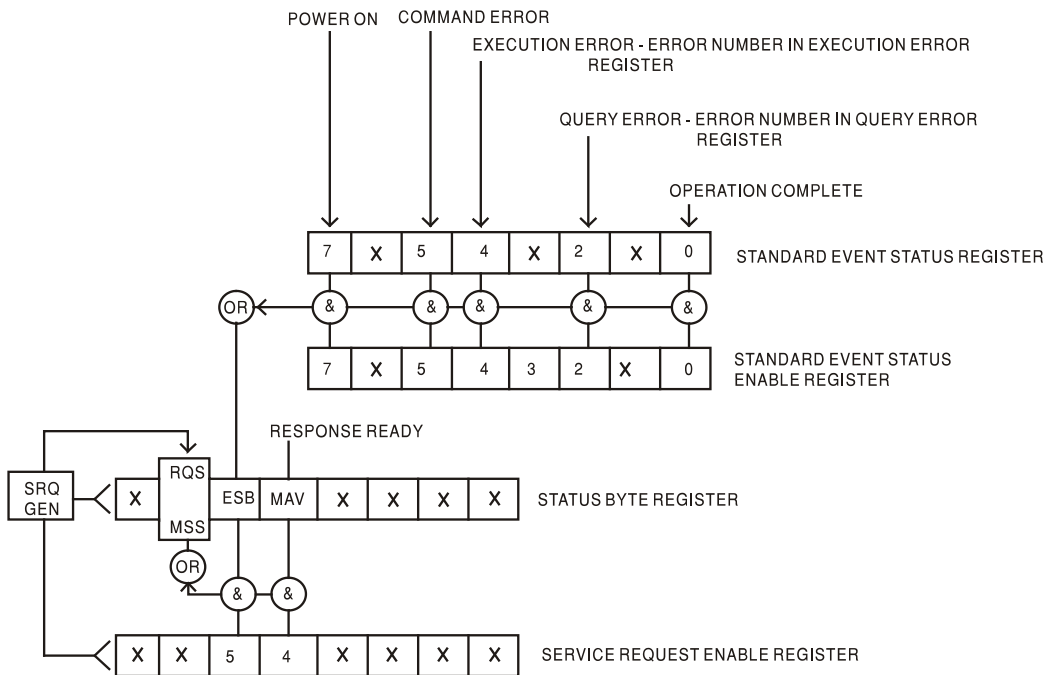 POWER ON COMMAND ERROR
EXECUTION ERROR - ERROR NUMBER IN EXECUTION ERROR
REGISTER
QUERY ERROR - ERROR NUMBER IN QUERY ERROR
REGISTER
OPERATION COMPLETE
7 X 5 4 X 2 X 0 STANDARD EVENT STATUS REGISTER
OR & & & & &
7 X 5 4 3 2 X 0 STANDARD EVENT STATUS
ENABLE REGISTER
RESPONSE READY
SRQ
GEN
X RQS ESB MAV X X X X STATUS BYTE REGISTER
MSS
OR
& &
X X 5 4 X X X X SERVICE REQUEST ENABLE REGISTER